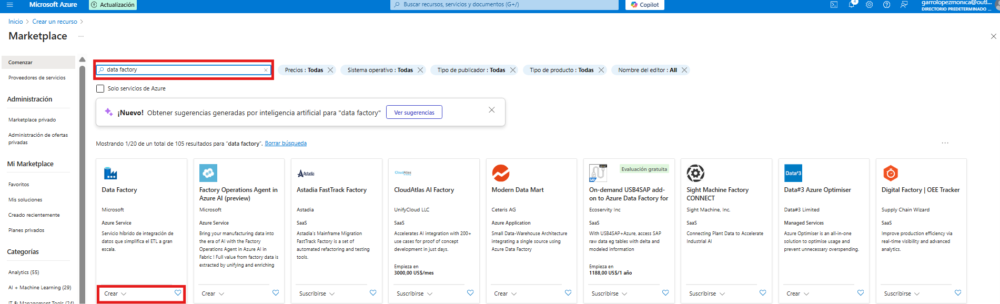 Microsoft Azure
Actualización
Buscar recursos, servicios y documentos (G+/)
Copilot
4
garrolopezmonica@outl...
DIRECTORIO PREDETERMINADO ...
Inicio > Crear un recurso >
Marketplace ...
Comenzar
Proveedores de servicios
Administración
Marketplace privado
Administración de ofertas
privadas
Mi Marketplace
Favoritos
Mis soluciones
Creado recientemente
Planes privados
Categorías
Analytics (55)
AI + Machine Learning (29)
IT & Management Tools (24)
data factory
Precios : Todas
Sistema operativo : Todas
Tipo de publicador : Todas
Tipo de producto : Todas
Nombre del editor : All
Solo servicios de Azure
¡Nuevo! Obtener sugerencias generadas por inteligencia artificial para "data factory"
Ver sugerencias
Mostrando 1/20 de un total de 105 resultados para "data factory". Borrar búsqueda
...
Data Factory
Microsoft
Azure Service
Servicio híbrido de integración de
datos que simplifica el ETL a gran
escala.
Crear
Factory Operations Agent in
Azure AI (preview)
Microsoft
Azure Service
Bring your manufacturing data into
the era of AI with the Factory
Operations Agent in Azure AI in
Fabric ! Full value from factory data is
extracted by unifying and enriching
Crear
Astadia
Astadia FastTrack Factory
Astadia
SaaS
Astadia's Mainframe Migration
FastTrack Factory is a set of
automated refactoring and testing
tools.
Suscribirse
CloudAtlas
CloudAtlas AI Factory
UnifyCloud LLC
SaaS
Accelerates AI integration with 200+
use cases for proof of concept
development in just days.
Empieza en
3000,00 US$/mes
Suscribirse
Modern Data Mart
Ceteris AG
Azure Application
Small Data-Warehouse Architecture
integrating a single source using
Azure Data Factory
Crear
SAP
Evaluación gratuita
On-demand USB4SAP add-
on to Azure Data Factory for
Ecoservity Inc
SaaS
With USB4SAP+Azure, access SAP
raw data eg tables with delta and
modeled information
Empieza en
1188,00 US$/1 año
Suscribirse
Sight Machine Factory
CONNECT
Sight Machine, Inc.
SaaS
Connecting Plant Data to Accelerate
Industrial AI
Suscribirse
Data#3
Data#3 Azure Optimiser
Data#3 Limited
Managed Services
Azure Optimiser is an all-in-one
solution to optimise usage and
prevent unnecessary overspending.
Crear
Digital Factory | OEE Tracker
Supply Chain Wizard
SaaS
Improve production efficiency via
real-time visibility and advanced
analytics.
Suscribirse